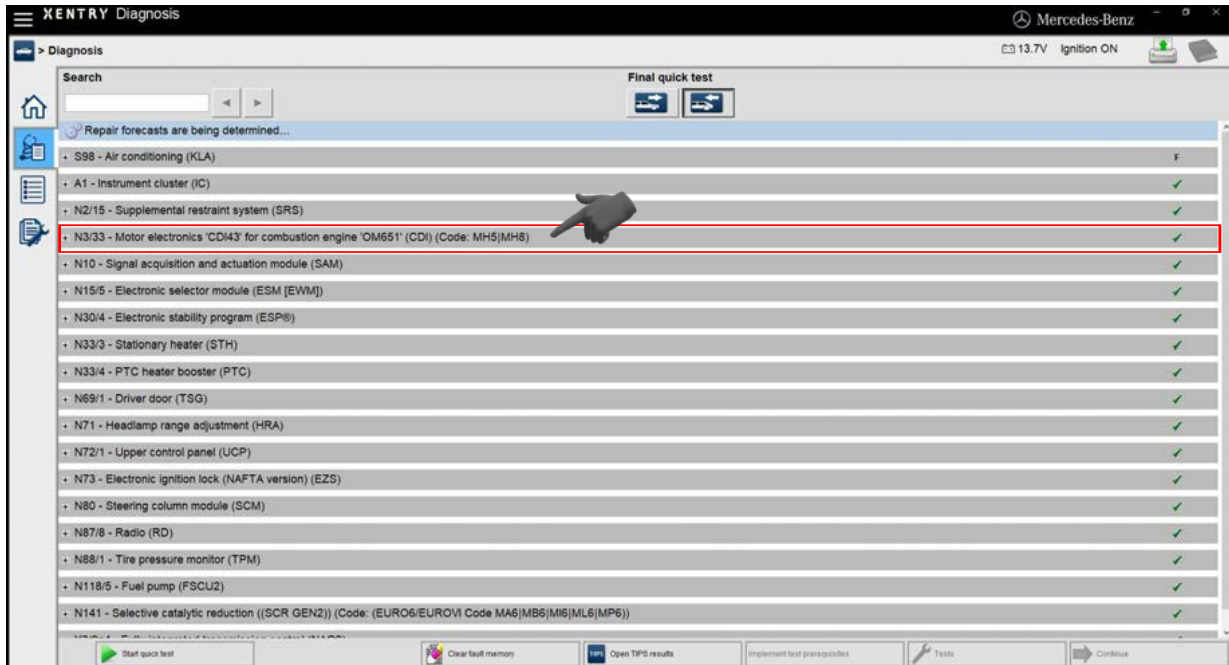 XENTRY Diagnosis
Mercedes-Benz
> Diagnosis
13.7V Ignition ON
Search
Final quick test
Repair forecasts are being determined...
+ S98 - Air conditioning (KLA) F
+ A1 - Instrument cluster (IC) ✓
+ N2/15 - Supplemental restraint system (SRS) ✓
+ N3/33 - Motor electronics 'CDI43' for combustion engine 'OM651' (CDI) (Code: MH5|MH8) ✓
+ N10 - Signal acquisition and actuation module (SAM) ✓
+ N15/5 - Electronic selector module (ESM [EWM]) ✓
+ N30/4 - Electronic stability program (ESP®) ✓
+ N33/3 - Stationary heater (STH) ✓
+ N33/4 - PTC heater booster (PTC) ✓
+ N69/1 - Driver door (TSG) ✓
+ N71 - Headlamp range adjustment (HRA) ✓
+ N72/1 - Upper control panel (UCP) ✓
+ N73 - Electronic ignition lock (NAFTA version) (EZS) ✓
+ N80 - Steering column module (SCM) ✓
+ N87/8 - Radio (RD) ✓
+ N88/1 - Tire pressure monitor (TPM) ✓
+ N118/5 - Fuel pump (FSCU2) ✓
+ N141 - Selective catalytic reduction ((SCR GEN2)) (Code: (EURO6/EUROVI Code MA6|MB6|MI6|ML6|MP6)) ✓
Start quick test
Clear fault memory
TIPS Open TIPS results
Implement test prerequisites
Tests
Continue